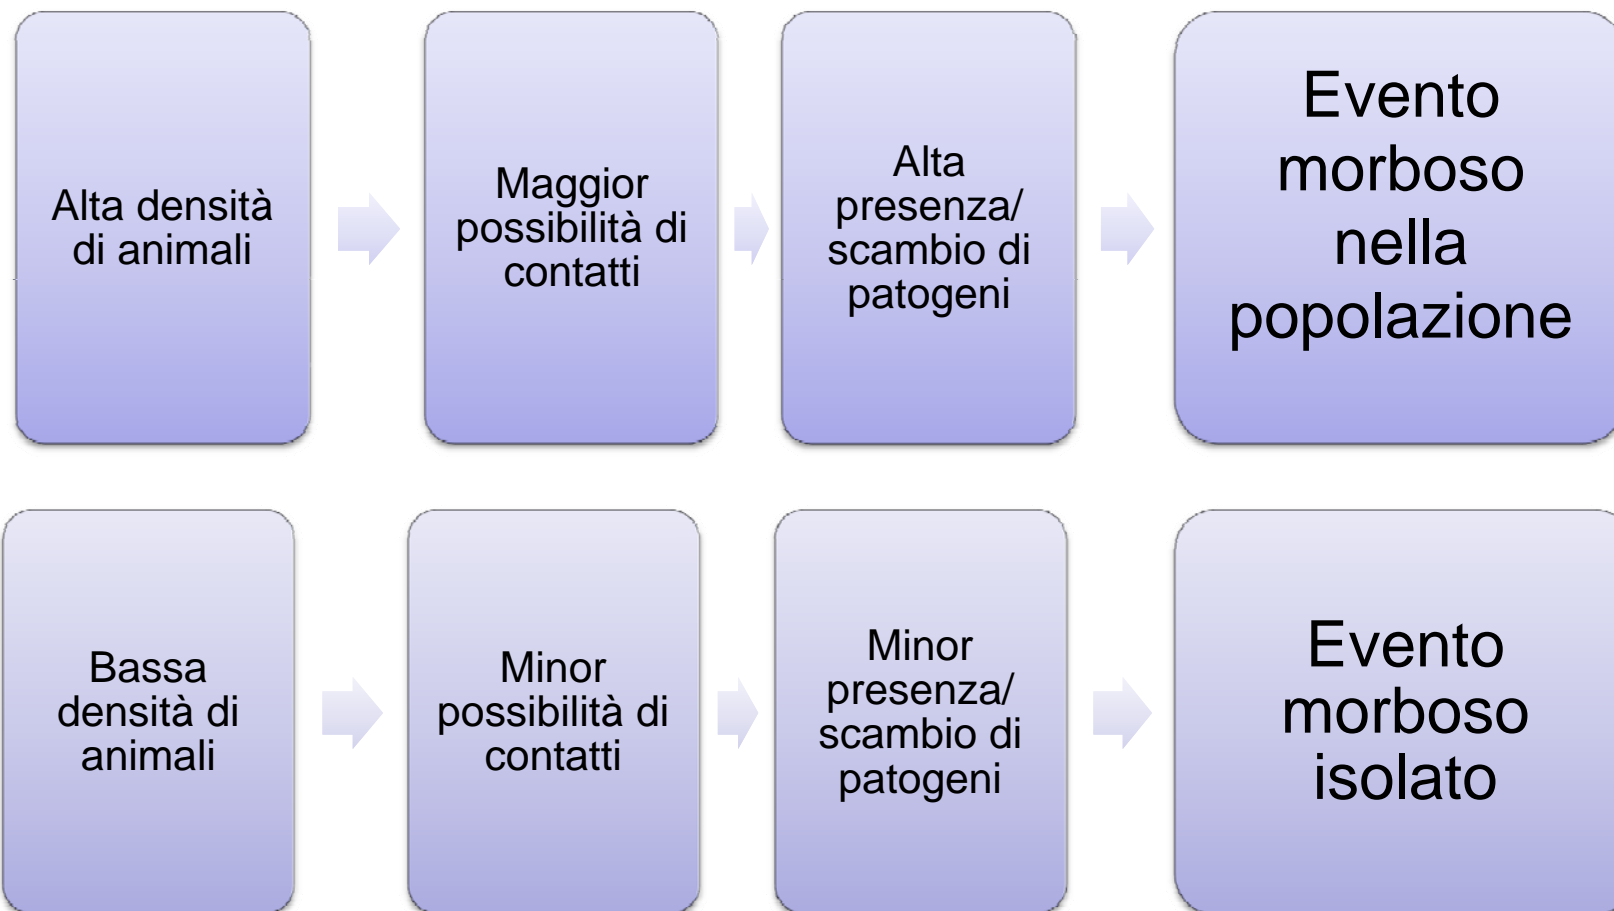 Alta densità
di animali
Maggior
possibilità di
contatti
Alta
presenza/
scambio di
patogeni
Evento
morboso
nella
popolazione
Bassa
densità di
animali
Minor
possibilità di
contatti
Minor
presenza/
scambio di
patogeni
Evento
morboso
isolato